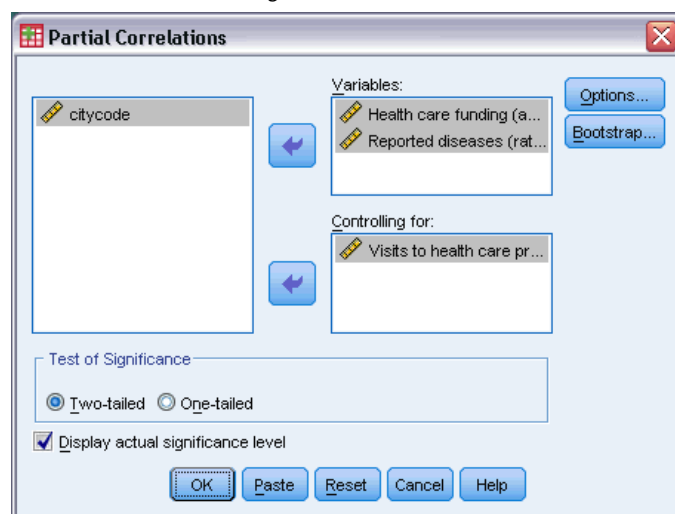 Partial Correlations
citycode
Variables:
Health care funding (a...
Reported diseases (rat...
Options...
Bootstrap...
Controlling for:
Visits to health care pr...
Test of Significance
Two-tailed One-tailed
Display actual significance level
OK Paste Reset Cancel Help